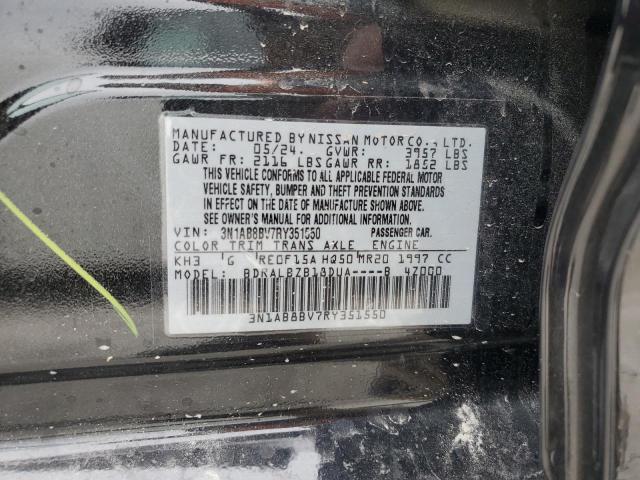 MANUFACTURED BY NISSAN MOTOR CO., LTD.
DATE: 05/24. GVWR: 3957 LBS
GAWR FR: 2116 LBS GAWR RR: 1852 LBS
THIS VEHICLE CONFORMS TO ALL APPLICABLE FEDERAL MOTOR
VEHICLE SAFETY, BUMPER AND THEFT PREVENTION STANDARDS
IN EFFECT ON THE DATE OF MANUFACTURE SHOWN ABOVE.
SEE OWNER'S MANUAL FOR ADDITIONAL INFORMATION.
VIN: 3N1AB8BV7RY351550 PASSENGER CAR.
COLOR TRIM TRANS AXLE ENGINE
KH3 'G RE0F15A HQ50 MR20 1997 CC
MODEL: BDRALBZB18DUA----B 4Z000
3N1AB8BV7RY351550